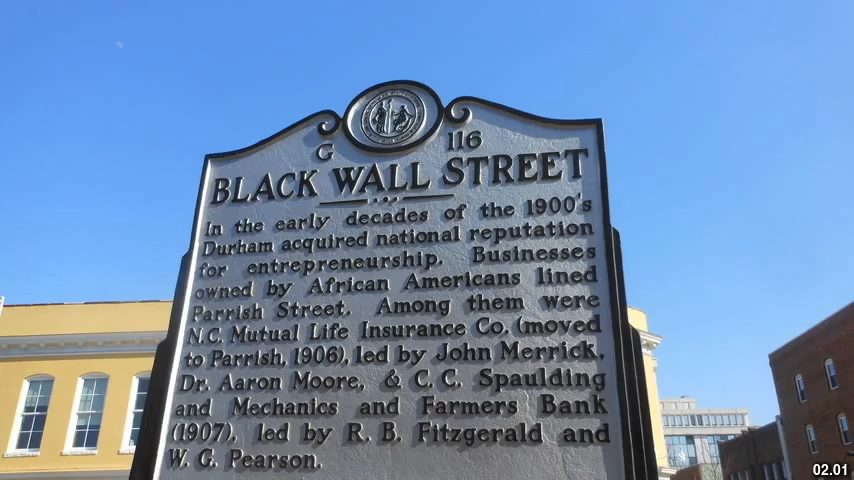 G 116
BLACK WALL STREET
In the early decades of the 1900's
Durham acquired national reputation
for entrepreneurship. Businesses
owned by African Americans lined
Parrish Street. Among them were
N.C. Mutual Life Insurance Co. (moved
to Parrish, 1906), led by John Merrick,
Dr. Aaron Moore, & C. C. Spaulding
and Mechanics and Farmers Bank
(1907), led by R. B. Fitzgerald and
W. G. Pearson.
02.01